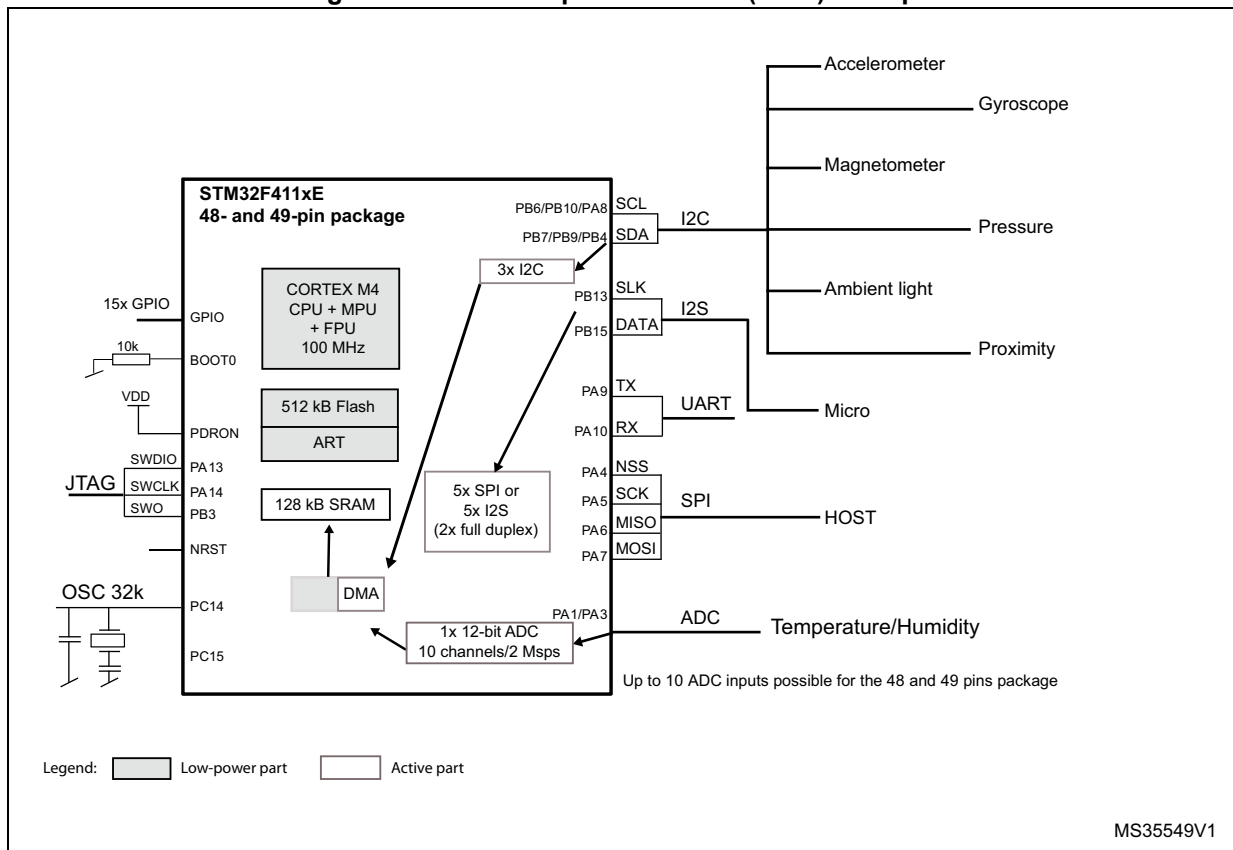 STM32F411xE
48- and 49-pin package
15x GPIO
GPIO
10k
BOOT0
VDD
PDRON
SWDIO
PA13
JTAG
SWCLK
PA14
SWO
PB3
NRST
OSC 32k
PC14
PC15
CORTEX M4
CPU + MPU
+ FPU
100 MHz
512 kB Flash
ART
128 kB SRAM
DMA
3x I2C
5x SPI or
5x I2S
(2x full duplex)
1x 12-bit ADC
10 channels/2 Msps
PB6/PB10/PA8
SCL
PB7/PB9/PB4
SDA
I2C
PB13
SLK
PB15
DATA
I2S
PA9
TX
PA10
RX
UART
PA4
NSS
PA5
SCK
PA6
MISO
PA7
MOSI
SPI
PA1/PA3
ADC
Accelerometer
Gyroscope
Magnetometer
Pressure
Ambient light
Proximity
Micro
HOST
Temperature/Humidity
Up to 10 ADC inputs possible for the 48 and 49 pins package
Legend:
Low-power part
Active part
MS35549V1